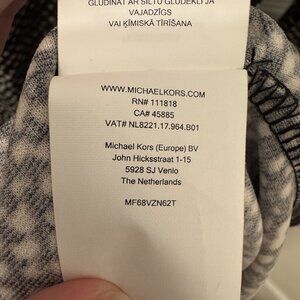 GLUDINĀT AR SILTU GLUDEKLI JA
VAJADZĪGS
VAI ĶĪMISKĀ TĪRĪŠANA
WWW.MICHAELKORS.COM
RN# 111818
CA# 45885
VAT# NL8221.17.964.B01
Michael Kors (Europe) BV
John Hicksstraat 1-15
5928 SJ Venlo
The Netherlands
MF68VZN62T